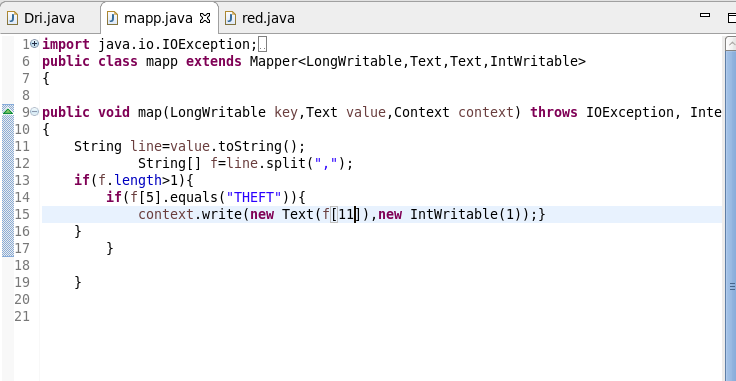 Dri.java mapp.java red.java
1 import java.io.IOException;
6 public class mapp extends Mapper<LongWritable,Text,Text,IntWritable>
7 {
8
9 public void map(LongWritable key,Text value,Context context) throws IOException, Inte
10 {
11 String line=value.toString();
12 String[] f=line.split(",");
13 if(f.length>1){
14 if(f[5].equals("THEFT")){
15 context.write(new Text(f[11]),new IntWritable(1));}
16 }
17 }
18
19 }
20
21